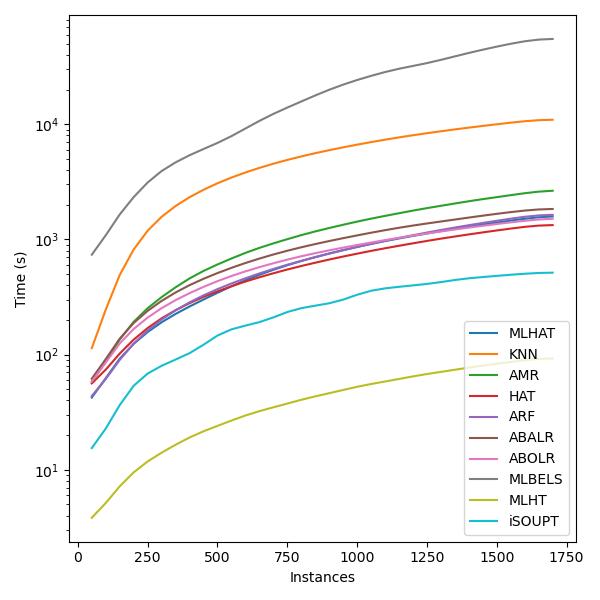 Time (s)
10^4
10^3
10^2
10^1
0 250 500 750 1000 1250 1500 1750
Instances
MLHAT
KNN
AMR
HAT
ARF
ABALR
ABOLR
MLBELS
MLHT
iSOUPT